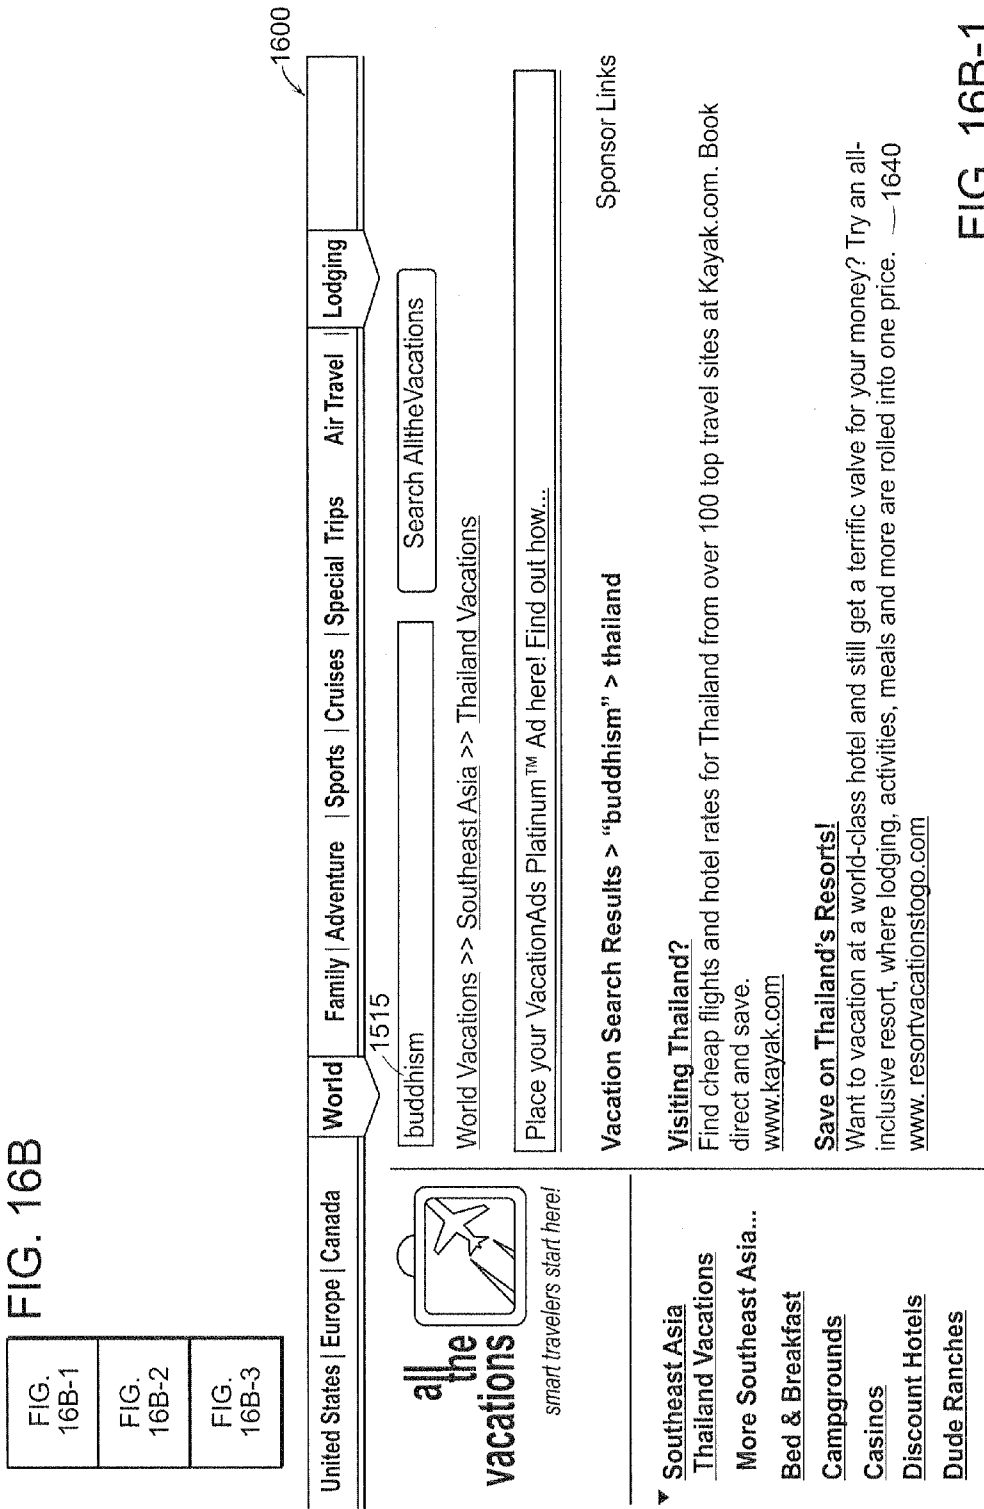 FIG. 16B
FIG.
16B-1
FIG.
16B-2
FIG.
16B-3
1600
United States | Europe | Canada World Family | Adventure | Sports | Cruises | Special Trips Air Travel | Lodging
all
the
vacations
smart travelers start here!
1515
buddhism
Search AlltheVacations
World Vacations >> Southeast Asia >> Thailand Vacations
Place your VacationAds Platinum™ Ad here! Find out how...
Vacation Search Results > “buddhism” > thailand
Sponsor Links
Visiting Thailand?
Find cheap flights and hotel rates for Thailand from over 100 top travel sites at Kayak.com. Book
direct and save.
www.kayak.com
Save on Thailand's Resorts!
Want to vacation at a world-class hotel and still get a terrific valve for your money? Try an all-
inclusive resort, where lodging, activities, meals and more are rolled into one price. 1640
www. resortvacationstogo.com
▼ Southeast Asia
Thailand Vacations
More Southeast Asia...
Bed & Breakfast
Campgrounds
Casinos
Discount Hotels
Dude Ranches
FIG. 16B-1